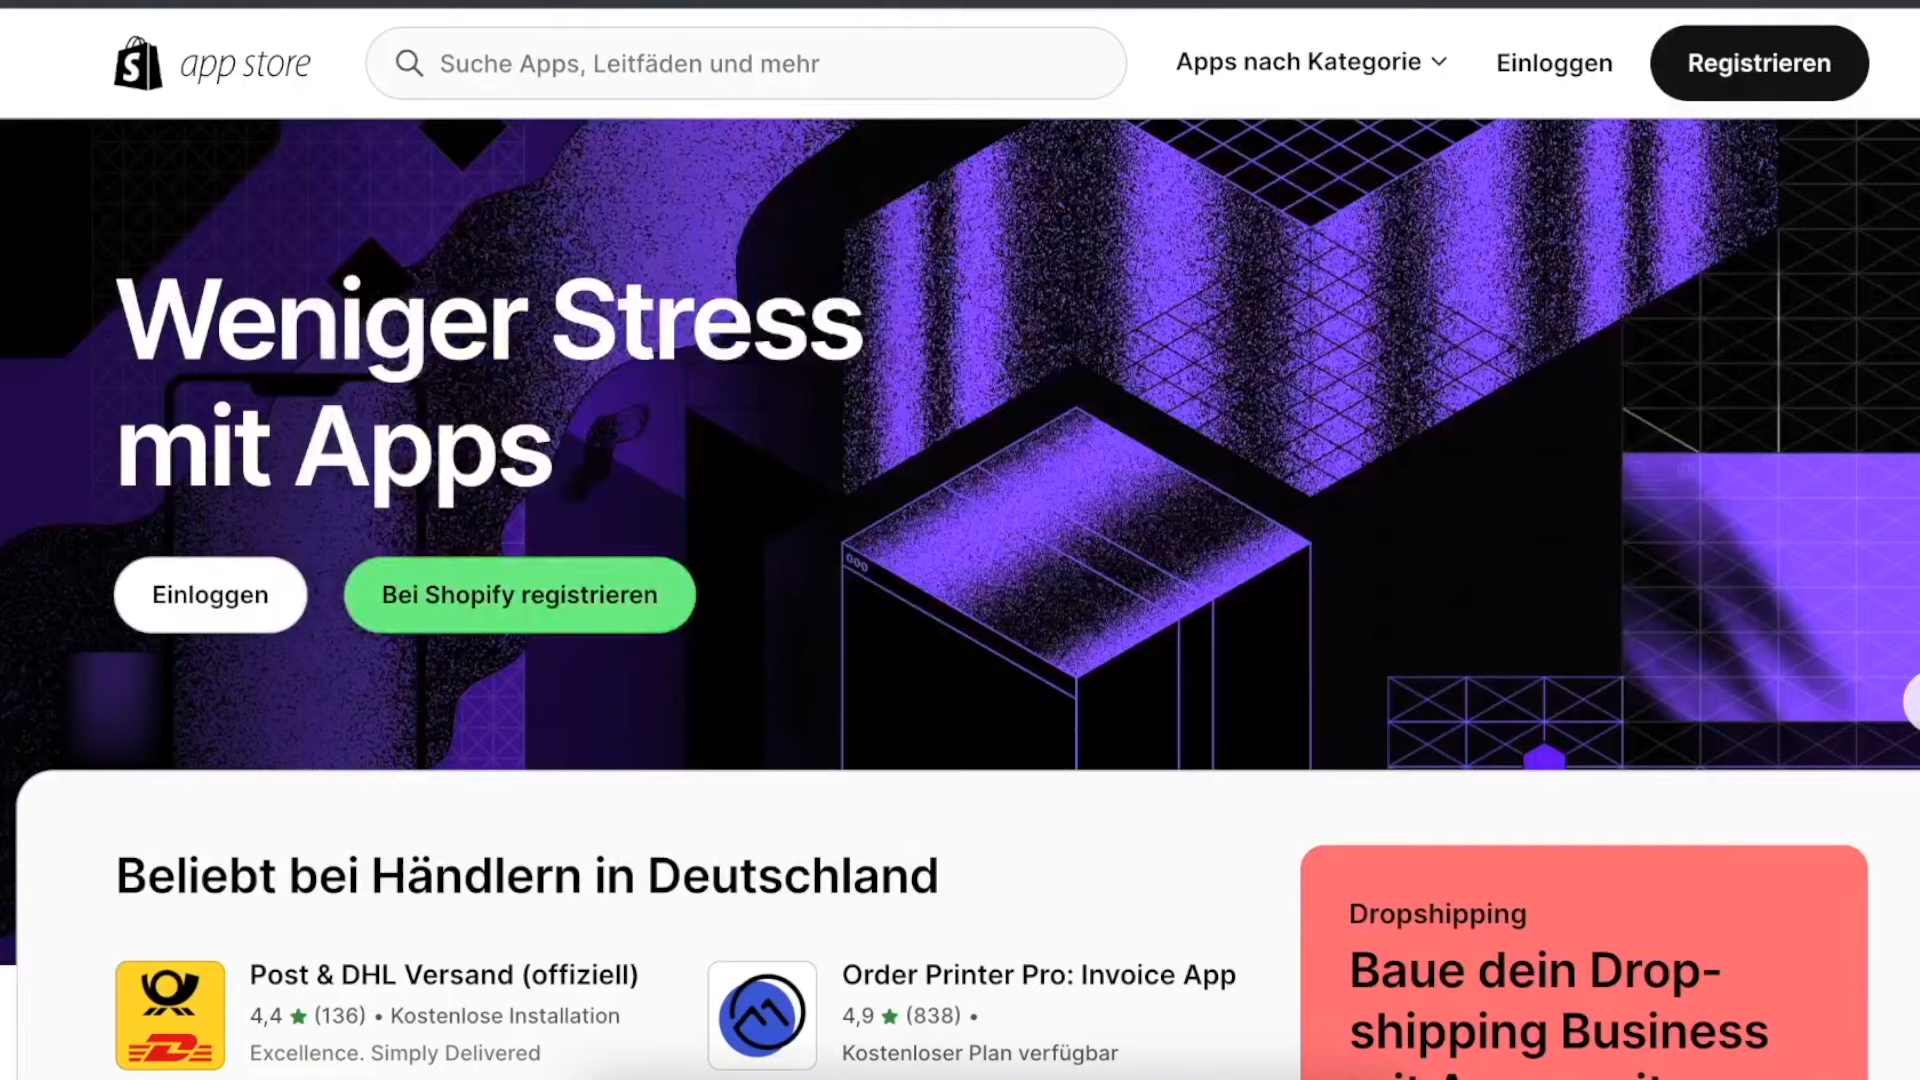 app store
Suche Apps, Leitfäden und mehr
Apps nach Kategorie
Einloggen
Registrieren
Weniger Stress
mit Apps
Einloggen
Bei Shopify registrieren
Beliebt bei Händlern in Deutschland
Post & DHL Versand (offiziell)
4,4 ★ (136) • Kostenlose Installation
Excellence. Simply Delivered
Order Printer Pro: Invoice App
4,9 ★ (838) •
Kostenloser Plan verfügbar
Dropshipping
Baue dein Drop-
shipping Business